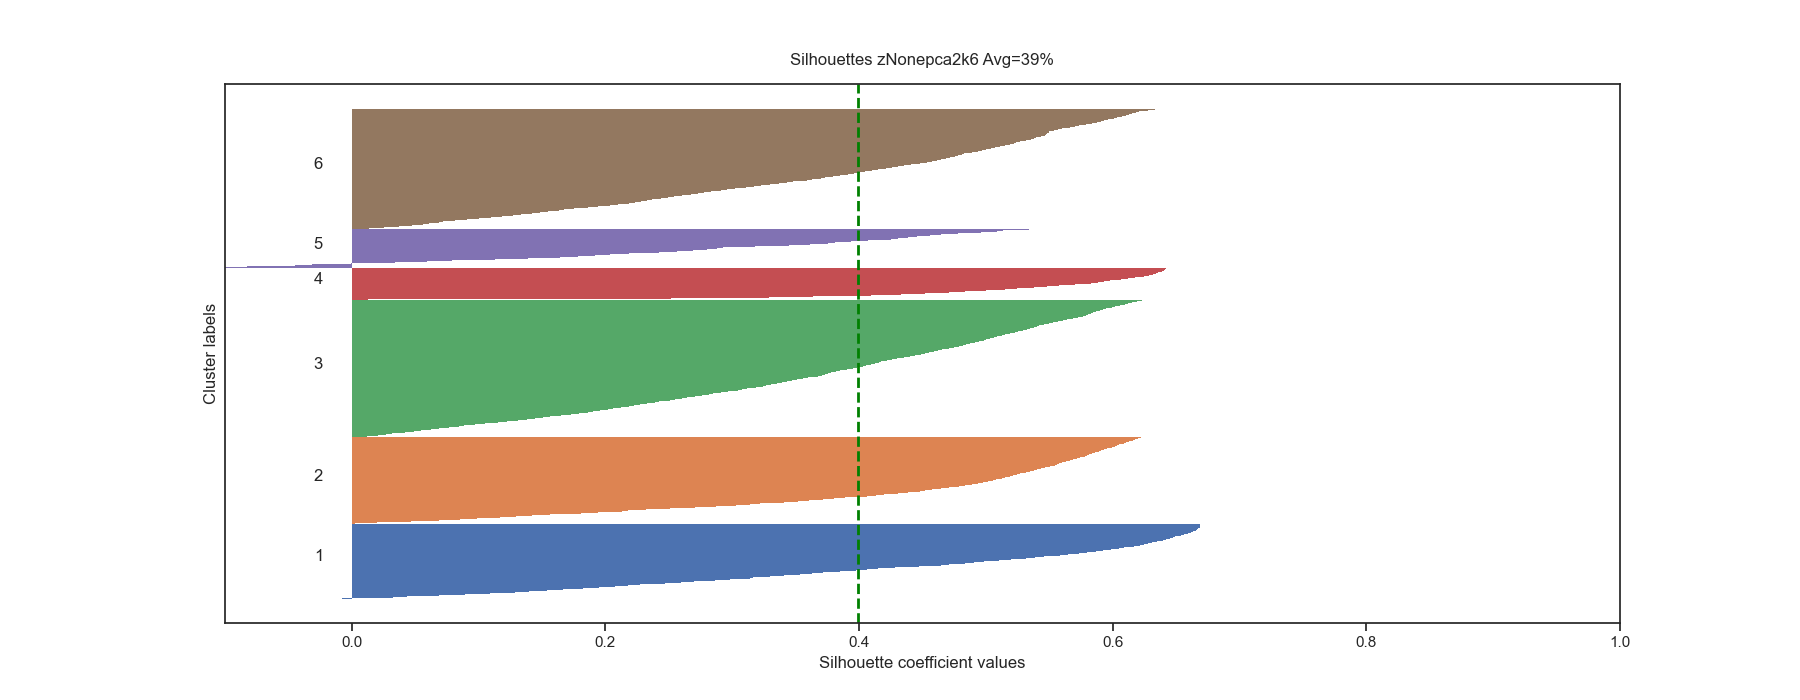 Silhouettes zNonepca2k6 Avg=39%
6
5
4
3
2
1
Cluster labels
0.0 0.2 0.4 0.6 0.8 1.0
Silhouette coefficient values